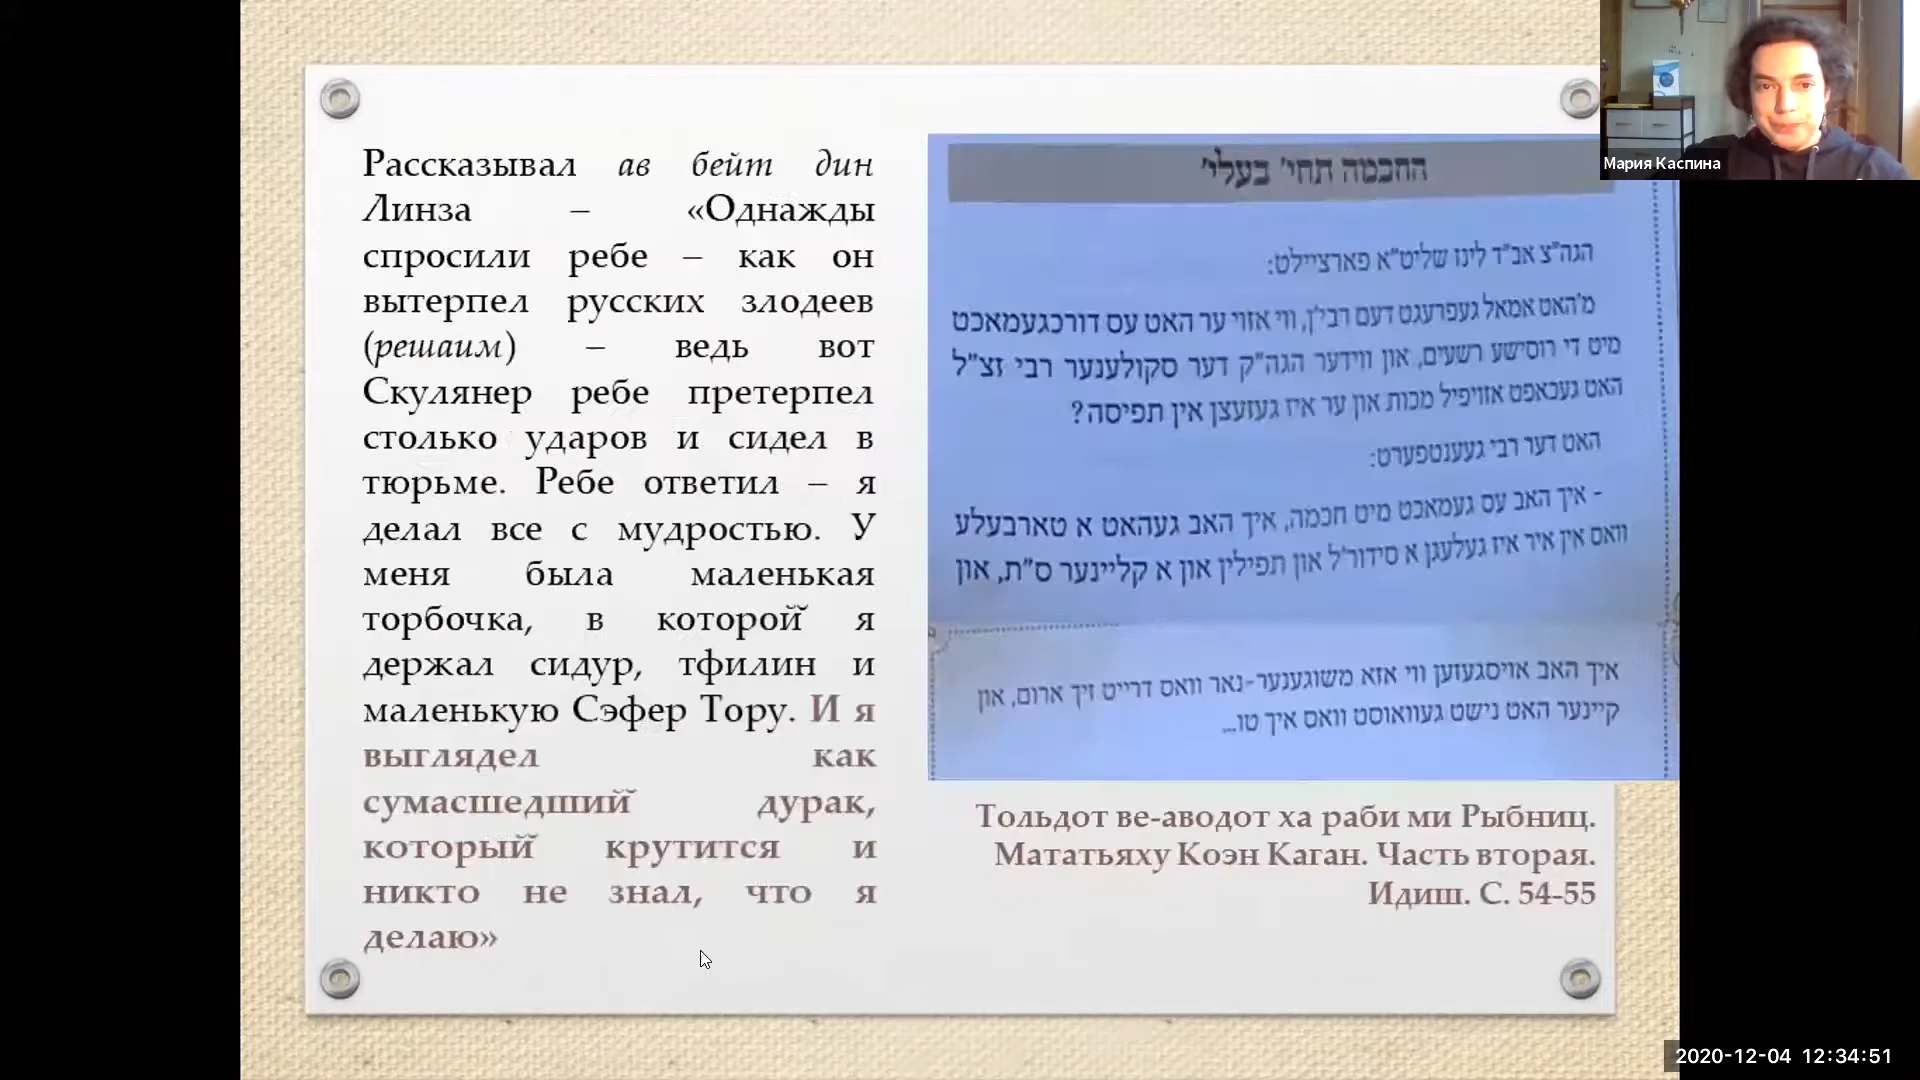 Рассказывал ав бейт дин
Линза – «Однажды
спросили ребе – как он
вытерпел русских злодеев
(решаим) – ведь вот
Скулянер ребе претерпел
столько ударов и сидел в
тюрьме. Ребе ответил – я
делал все с мудростью. У
меня была маленькая
торбочка, в которой я
держал сидур, тфилин и
маленькую Сэфер Тору. И я
выглядел как
сумасшедший дурак,
который крутится и
никто не знал, что я
делаю»
החכמה תחי' בעלי'
הגה"צ אב"ד לינז שליט"א פארציילט:
מ'האט אמאל געפרעגט דעם רבי'ן, ווי אזוי ער האט עס דורכגעמאכט
מיט די רוסישע רשעים, און ווידער הגה"ק דער סקולענער רבי זצ"ל
האט געכאפט אזויפיל מכות און ער איז געזעצן אין תפיסה?
האט דער רבי געענטפערט:
- איך האב עס געמאכט מיט חכמה, איך האב געהאט א טארבעלע
וואס אין איר איז געלעגן א סידור'ל און תפילין און א קליינער ס"ת, און
איך האב אויסגעזען ווי אזא משוגענער-נאר וואס דרייט זיך ארום, און
קיינער האט נישט געוואוסט וואס איך טו...
Тольдот ве-аводот ха раби ми Рыбниц.
Мататьяху Коэн Каган. Часть вторая.
Идиш. С. 54-55
Мария Каспина
2020-12-04 12:34:51